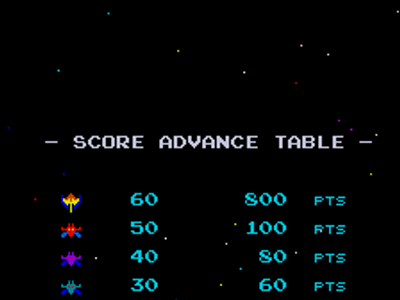 — SCORE ADVANCE TABLE —
60 800 PTS
50 100 PTS
40 80 PTS
30 60 PTS